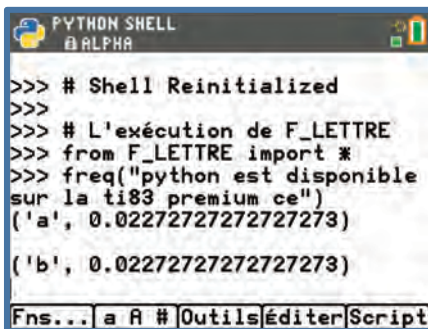 PYTHON SHELL
ALPHA
>>> # Shell Reinitialized
>>>
>>> # L'exécution de F_LETTRE
>>> from F_LETTRE import *
>>> freq("python est disponible
sur la ti83 premium ce")
('a', 0.02272727272727273)
('b', 0.02272727272727273)
Fns... a A # Outils Éditer Script